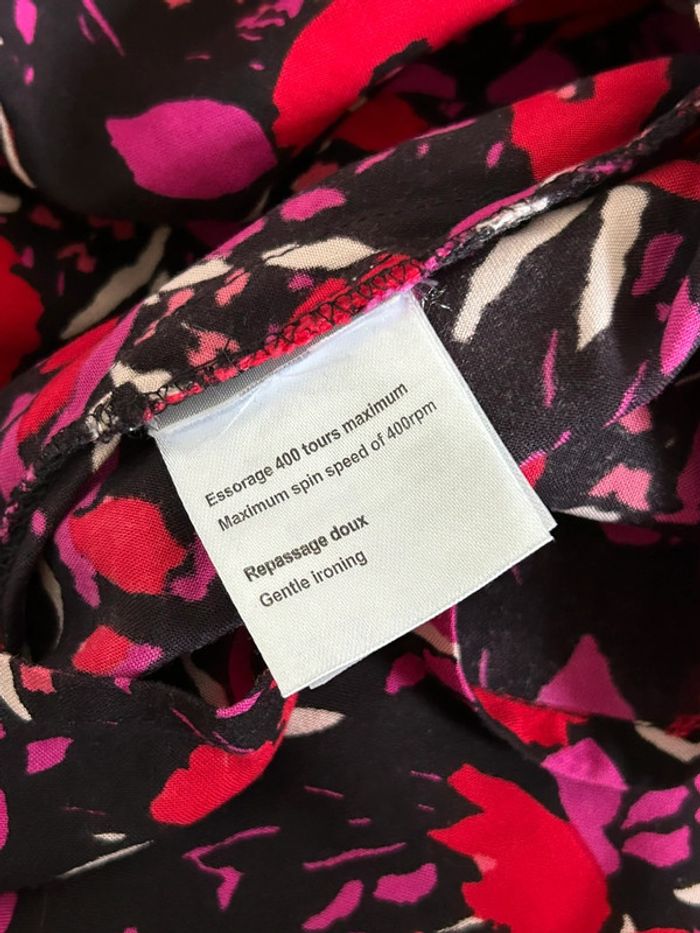 Essorage 400 tours maximum
Maximum spin speed of 400rpm
Repassage doux
Gentle ironing